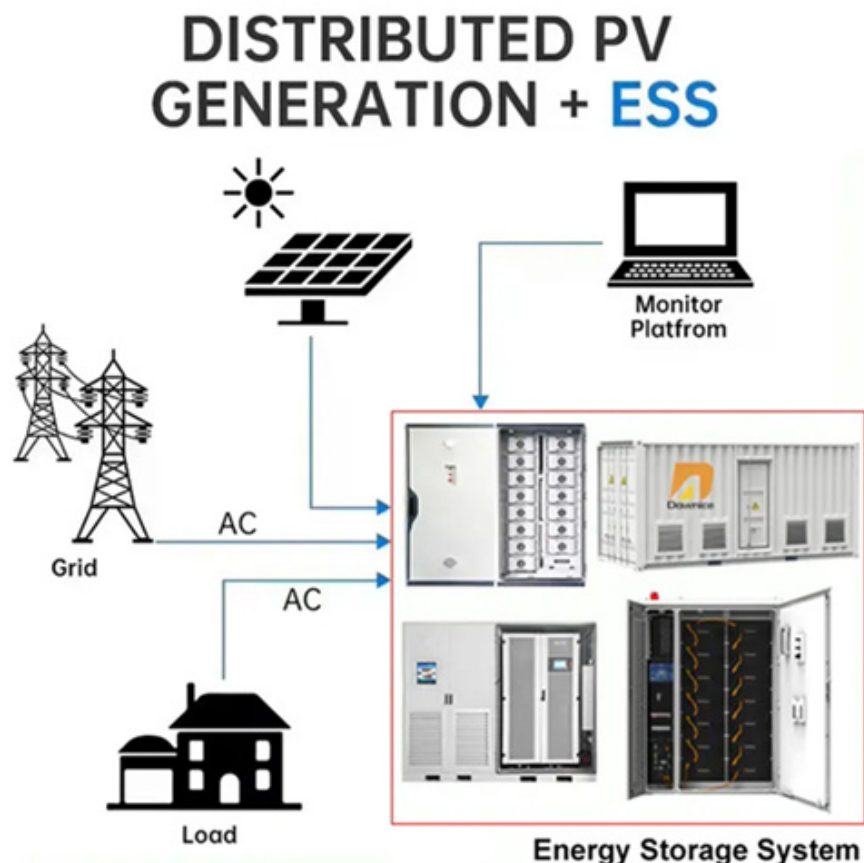 DISTRIBUTED PV
GENERATION + ESS
Monitor
Platfrom
AC
Grid
AC
Load
Energy Storage System